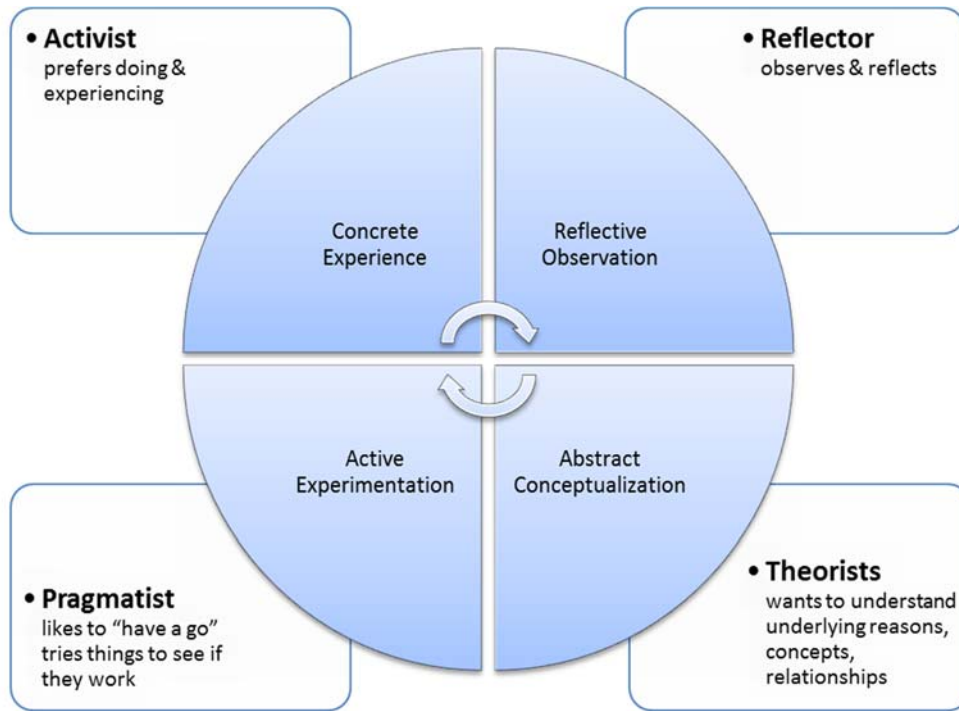 • Activist
prefers doing &
experiencing
• Reflector
observes & reflects
Concrete
Experience
Reflective
Observation
Active
Experimentation
Abstract
Conceptualization
• Pragmatist
likes to “have a go”
tries things to see if
they work
• Theorists
wants to understand
underlying reasons,
concepts,
relationships